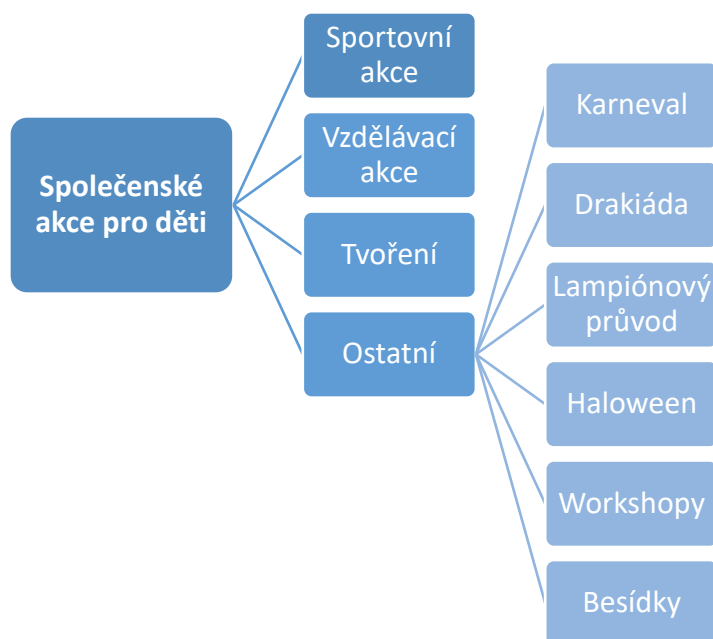 Společenské
akce pro děti
Sportovní
akce
Vzdělávací
akce
Tvoření
Ostatní
Karneval
Drakiáda
Lampiónový
průvod
Haloween
Workshopy
Besídky